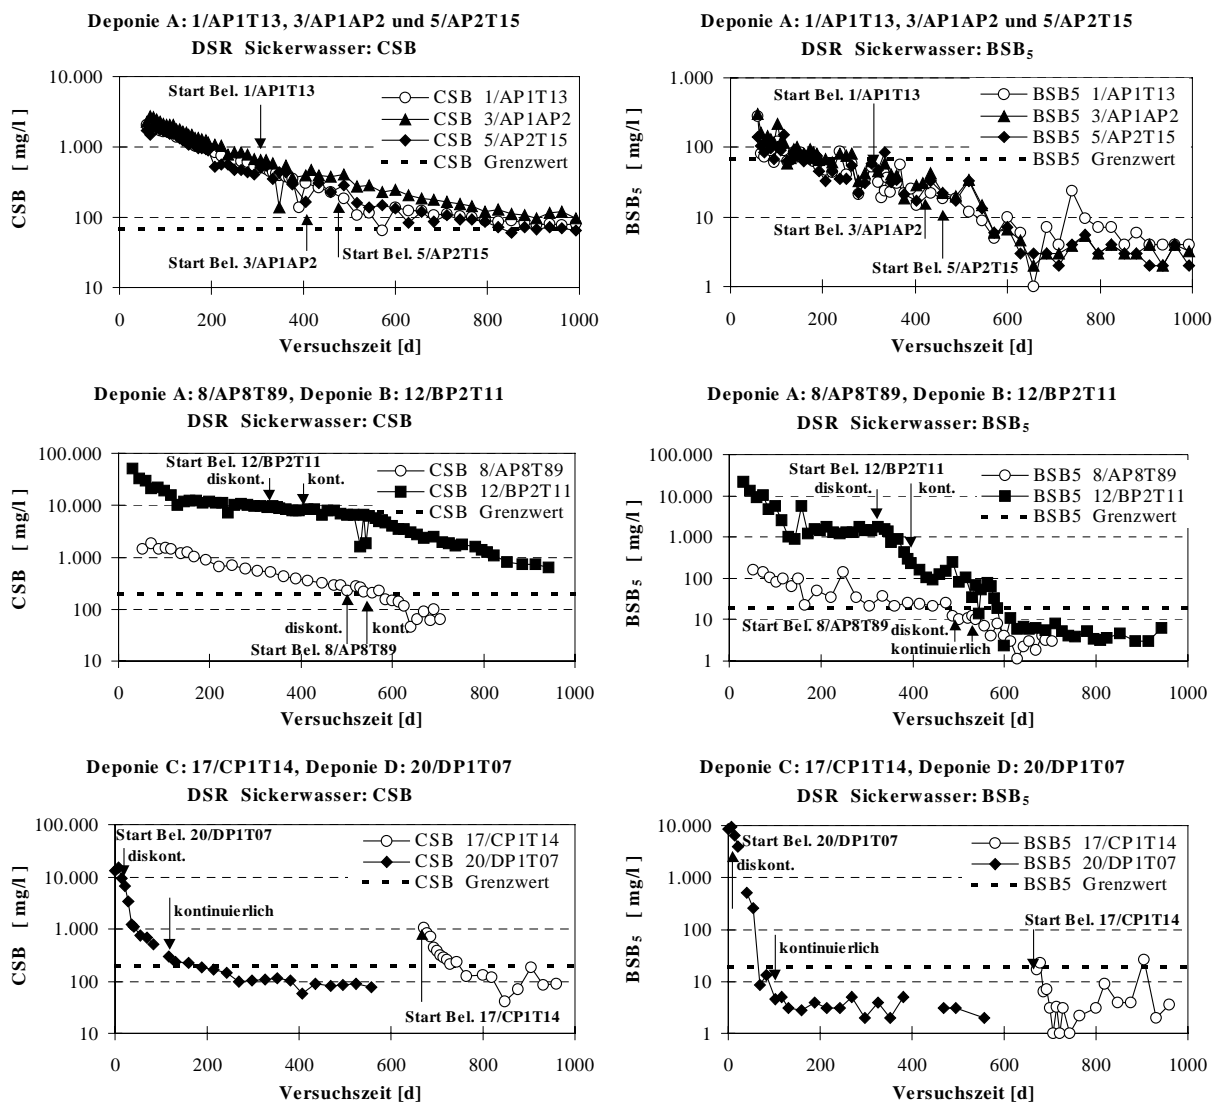 Deponie A: 1/AP1T13, 3/AP1AP2 und 5/AP2T15
DSR Sickerwasser: CSB
CSB [ mg/l ]
10.000
1.000
100
10
Start Bel. 1/AP1T13
CSB 1/AP1T13
CSB 3/AP1AP2
CSB 5/AP2T15
CSB Grenzwert
Start Bel. 3/AP1AP2
Start Bel. 5/AP2T15
0 200 400 600 800 1000
Versuchszeit [d]
Deponie A: 1/AP1T13, 3/AP1AP2 und 5/AP2T15
DSR Sickerwasser: BSB₅
BSB₅ [ mg/l ]
1.000
100
10
1
Start Bel. 1/AP1T13
BSB5 1/AP1T13
BSB5 3/AP1AP2
BSB5 5/AP2T15
BSB5 Grenzwert
Start Bel. 3/AP1AP2
Start Bel. 5/AP2T15
0 200 400 600 800 1000
Versuchszeit [d]
Deponie A: 8/AP8T89, Deponie B: 12/BP2T11
DSR Sickerwasser: CSB
CSB [ mg/l ]
100.000
10.000
1.000
100
10
Start Bel. 12/BP2T11
diskont. kont.
CSB 8/AP8T89
CSB 12/BP2T11
CSB Grenzwert
diskont. kont.
Start Bel. 8/AP8T89
0 200 400 600 800 1000
Versuchszeit [d]
Deponie A: 8/AP8T89, Deponie B: 12/BP2T11
DSR Sickerwasser: BSB₅
BSB₅ [ mg/l ]
100.000
10.000
1.000
100
10
1
Start Bel. 12/BP2T11
diskont. kont.
BSB5 8/AP8T89
BSB5 12/BP2T11
BSB5 Grenzwert
Start Bel. 8/AP8T89
diskont.
kontinuierlich
0 200 400 600 800 1000
Versuchszeit [d]
Deponie C: 17/CP1T14, Deponie D: 20/DP1T07
DSR Sickerwasser: CSB
CSB [ mg/l ]
100.000
10.000
1.000
100
10
Start Bel. 20/DP1T07
diskont.
kontinuierlich
CSB 17/CP1T14
CSB 20/DP1T07
CSB Grenzwert
Start Bel. 17/CP1T14
0 200 400 600 800 1000
Versuchszeit [d]
Deponie C: 17/CP1T14, Deponie D: 20/DP1T07
DSR Sickerwasser: BSB₅
BSB₅ [ mg/l ]
10.000
1.000
100
10
1
Start Bel. 20/DP1T07
diskont.
kontinuierlich
BSB5 17/CP1T14
BSB5 20/DP1T07
BSB5 Grenzwert
Start Bel. 17/CP1T14
0 200 400 600 800 1000
Versuchszeit [d]